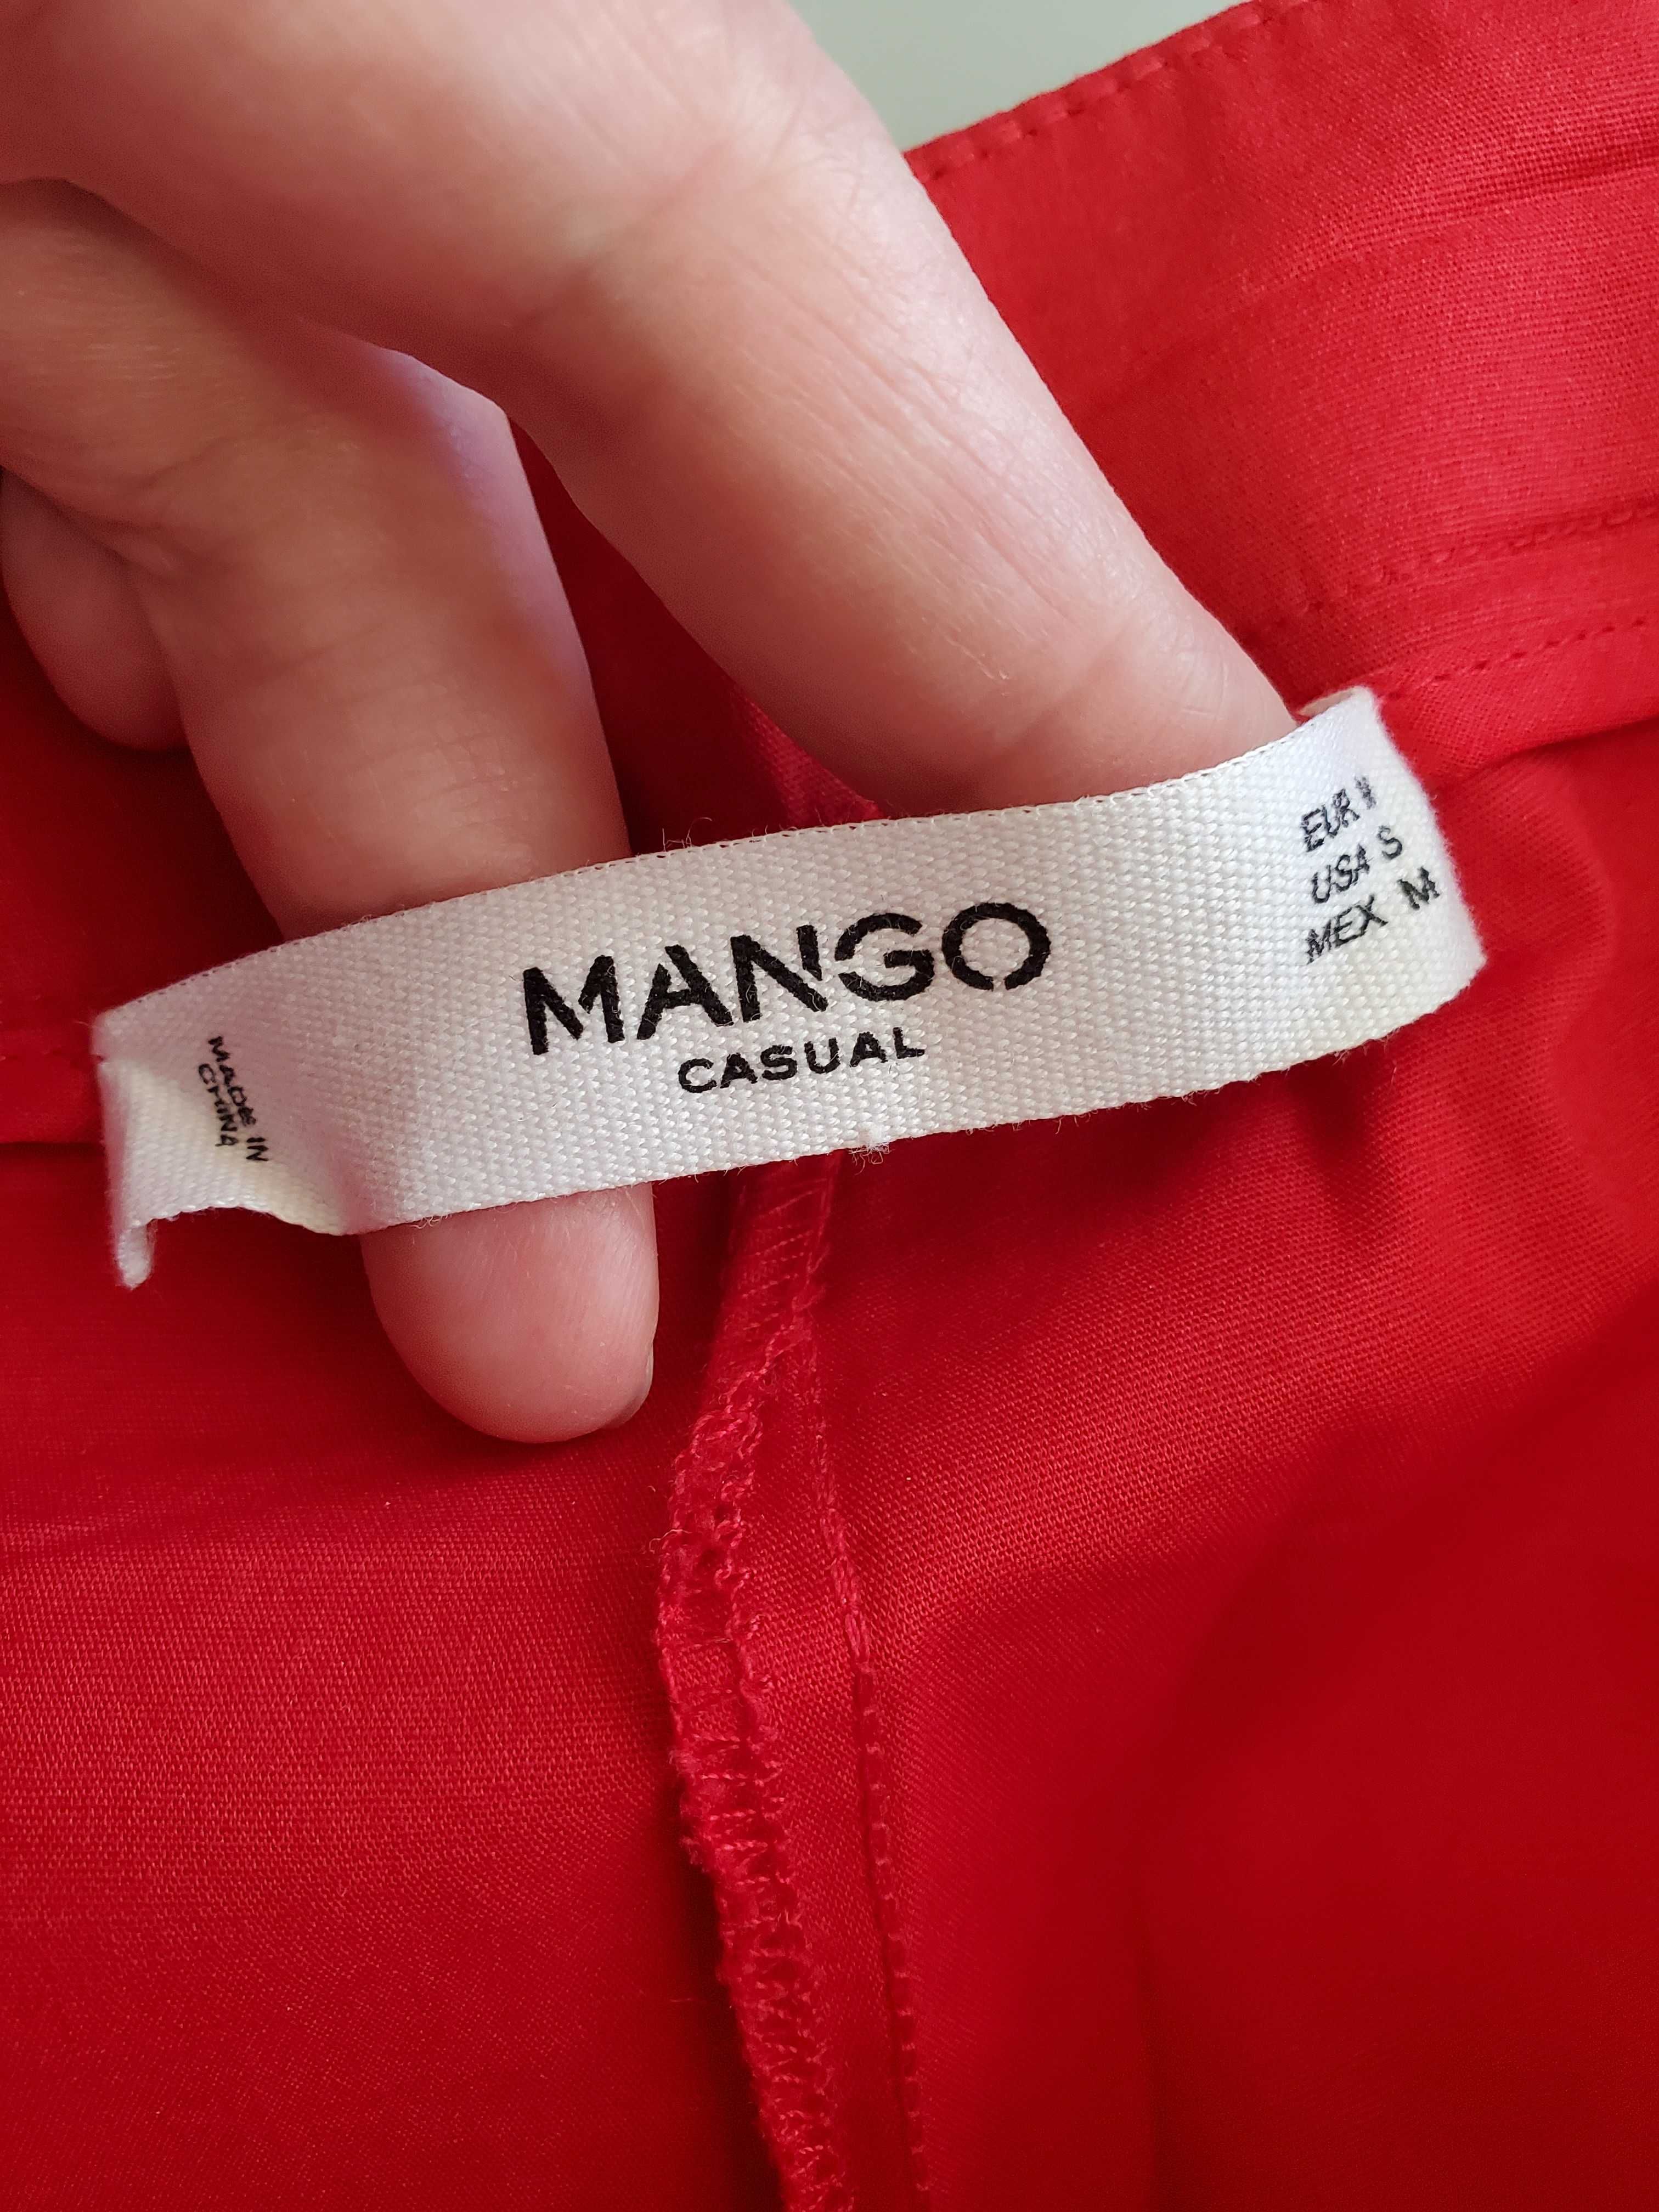 MANGO
CASUAL
EUR
USA S
MEX M
MADE IN
CHINA